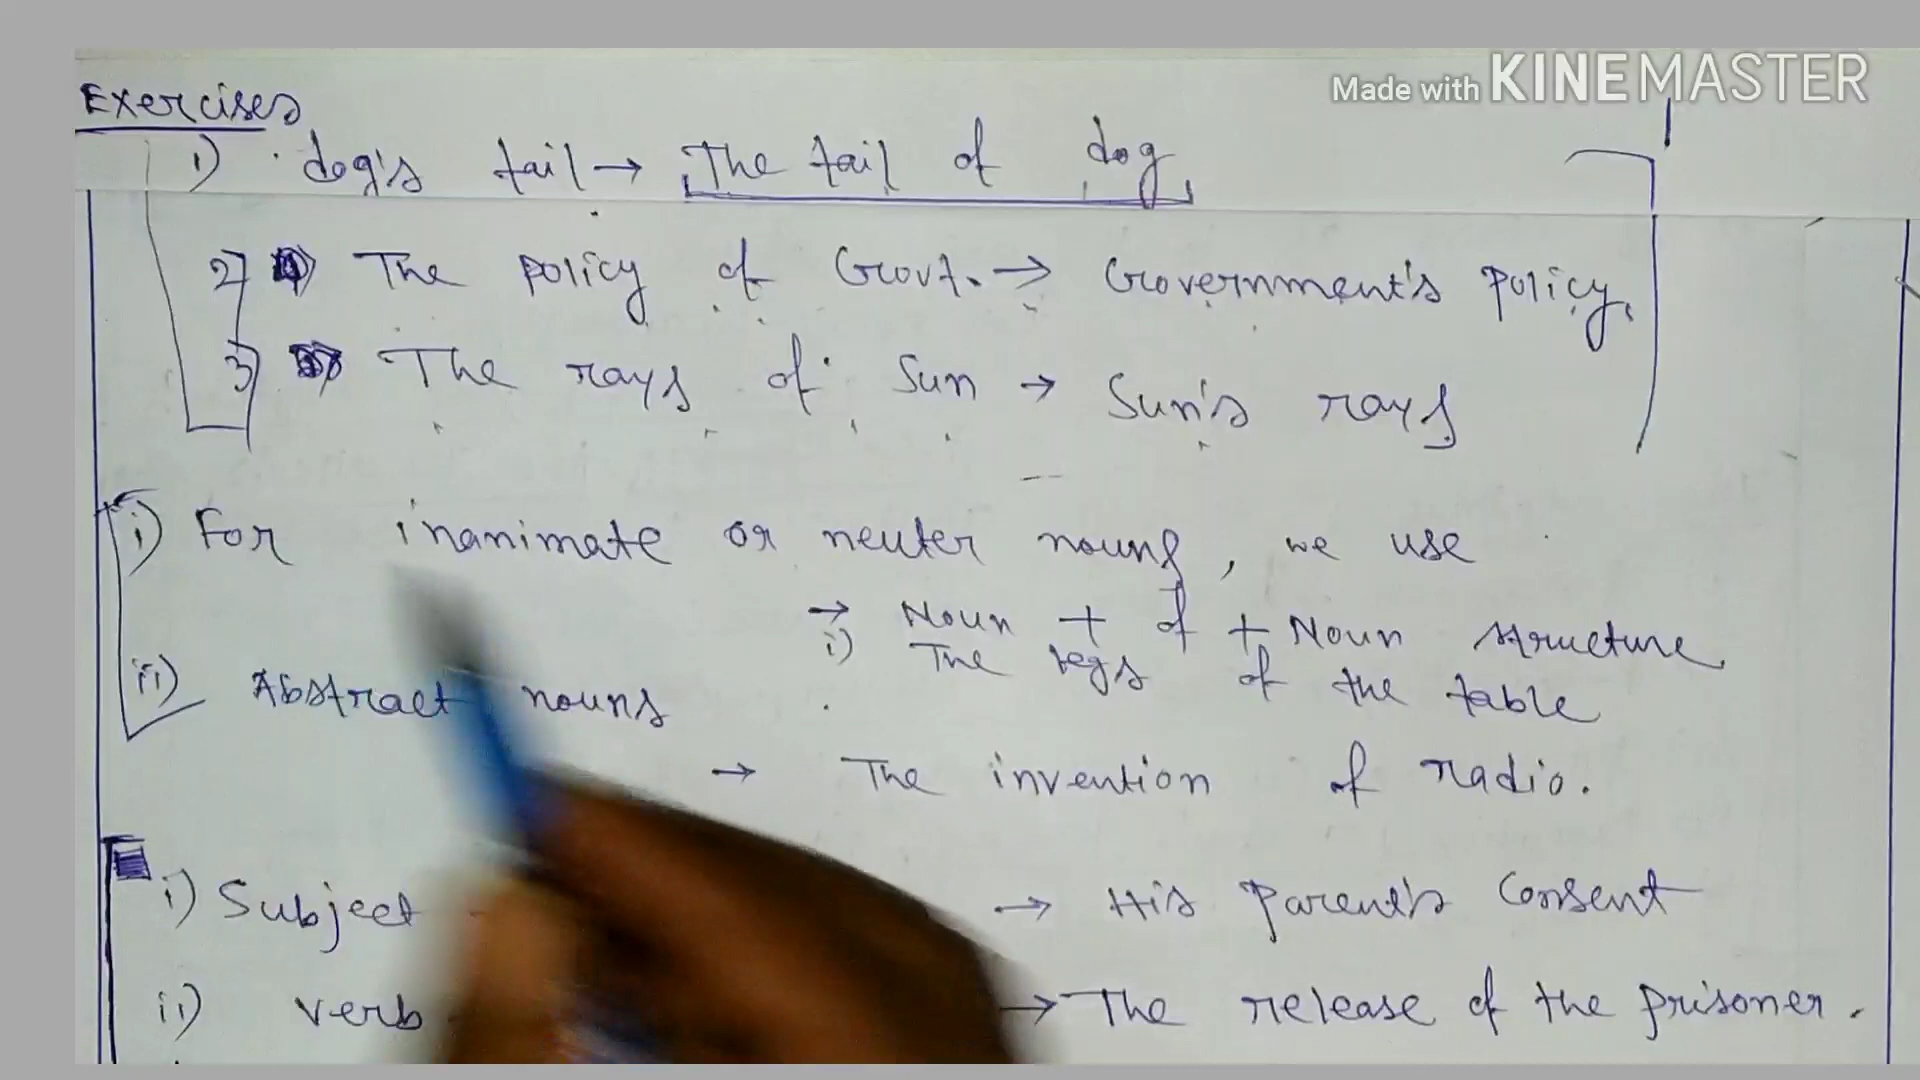 Made with KINEMASTER
Exercises
1) dog's tail → The tail of dog
2] The policy of Govt. → Government's policy.
3] The rays of Sun → Sun's rays
i) For inanimate or neuter nouns, we use
→ Noun + of + Noun structure
i) The legs of the table
ii) Abstract nouns
→ The invention of radio.
i) Subject → His parent's consent
ii) verb → The release of the prisoner.